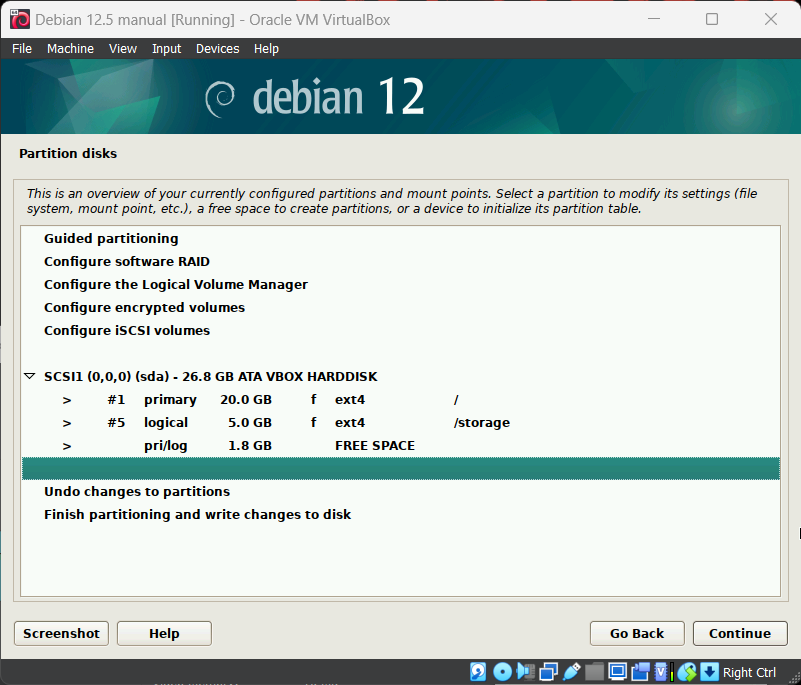 Debian 12.5 manual [Running] - Oracle VM VirtualBox
File Machine View Input Devices Help
debian 12
Partition disks
This is an overview of your currently configured partitions and mount points. Select a partition to modify its settings (file
system, mount point, etc.), a free space to create partitions, or a device to initialize its partition table.
Guided partitioning
Configure software RAID
Configure the Logical Volume Manager
Configure encrypted volumes
Configure iSCSI volumes
SCSI1 (0,0,0) (sda) - 26.8 GB ATA VBOX HARDDISK
> #1 primary 20.0 GB f ext4 /
> #5 logical 5.0 GB f ext4 /storage
> pri/log 1.8 GB FREE SPACE
Undo changes to partitions
Finish partitioning and write changes to disk
Screenshot Help Go Back Continue
Right Ctrl